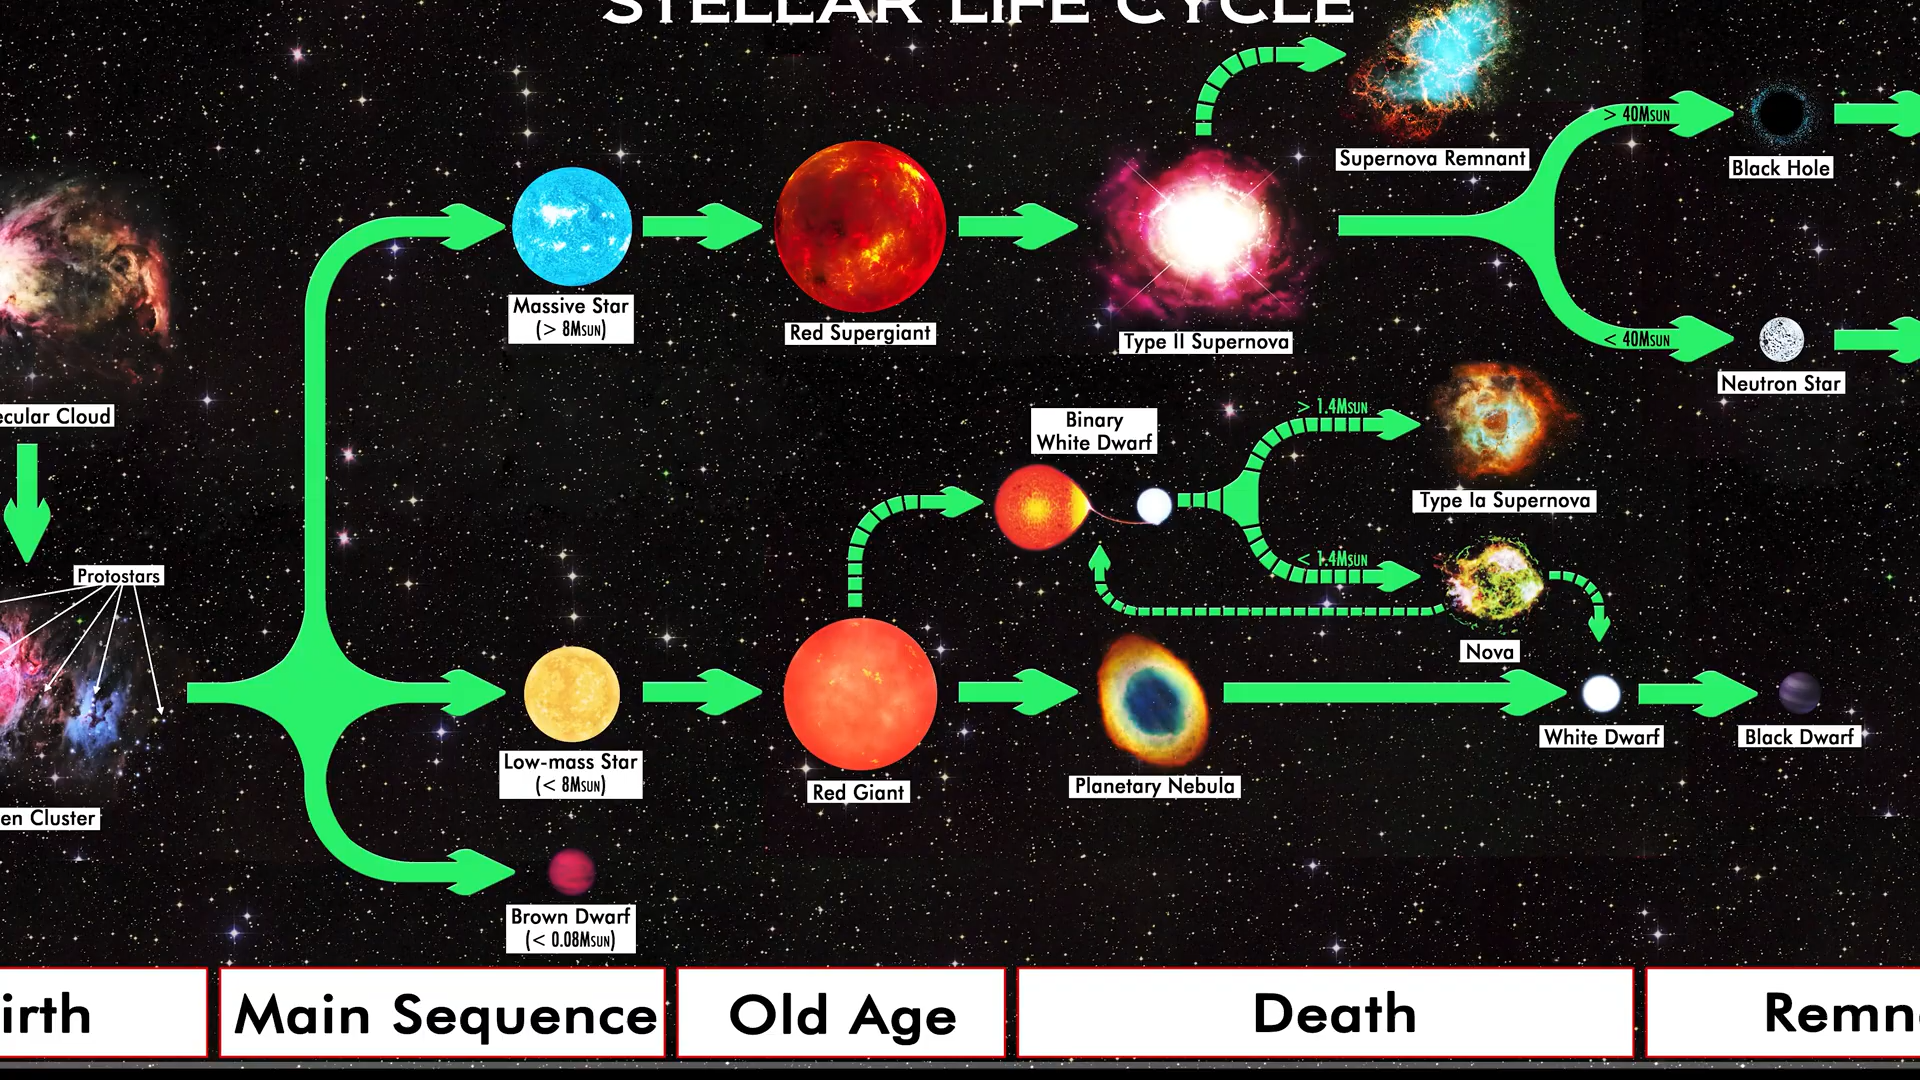 STELLAR LIFE CYCLE
> 40MSUN
Supernova Remnant
Black Hole
Massive Star
(> 8MSUN)
Red Supergiant
Type II Supernova
< 40MSUN
Neutron Star
ecular Cloud
Binary
White Dwarf
> 1.4MSUN
Type Ia Supernova
< 1.4MSUN
Protostars
Nova
Low-mass Star
(< 8MSUN)
Red Giant
Planetary Nebula
White Dwarf
Black Dwarf
en Cluster
Brown Dwarf
(< 0.08MSUN)
irth
Main Sequence
Old Age
Death
Remn